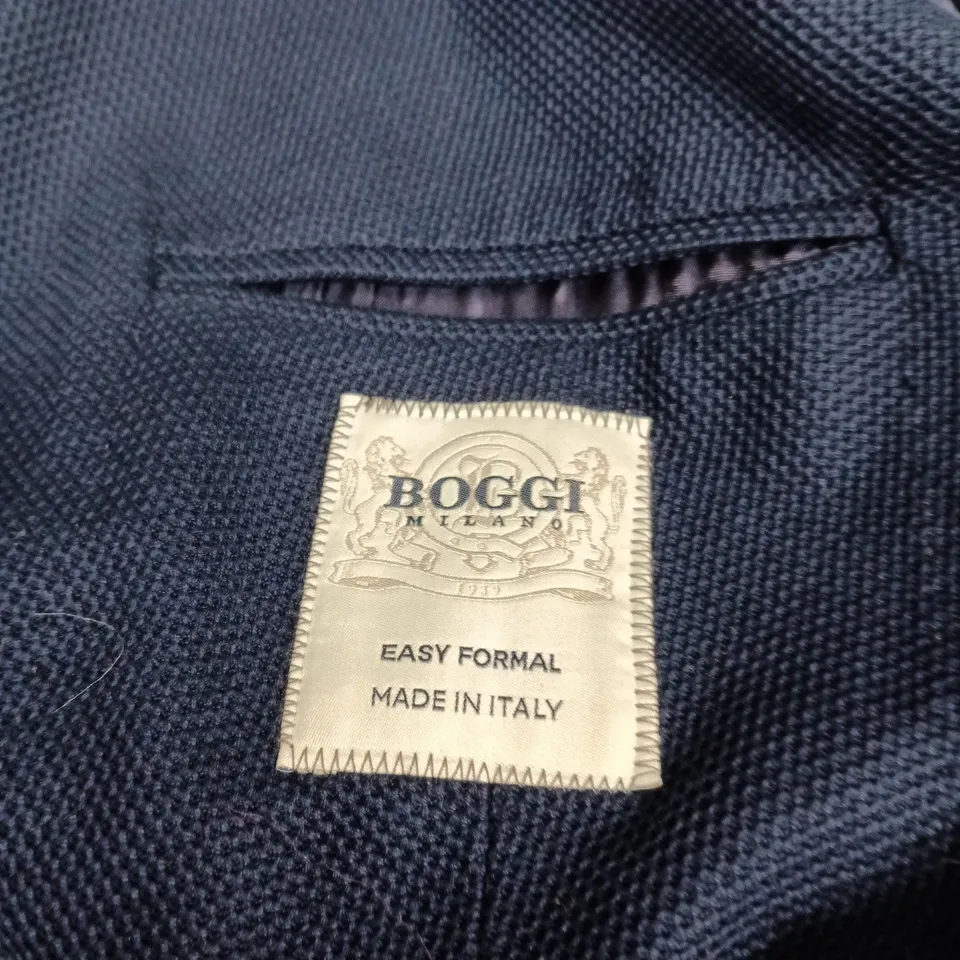 BOGGI
MILANO
1939
EASY FORMAL
MADE IN ITALY